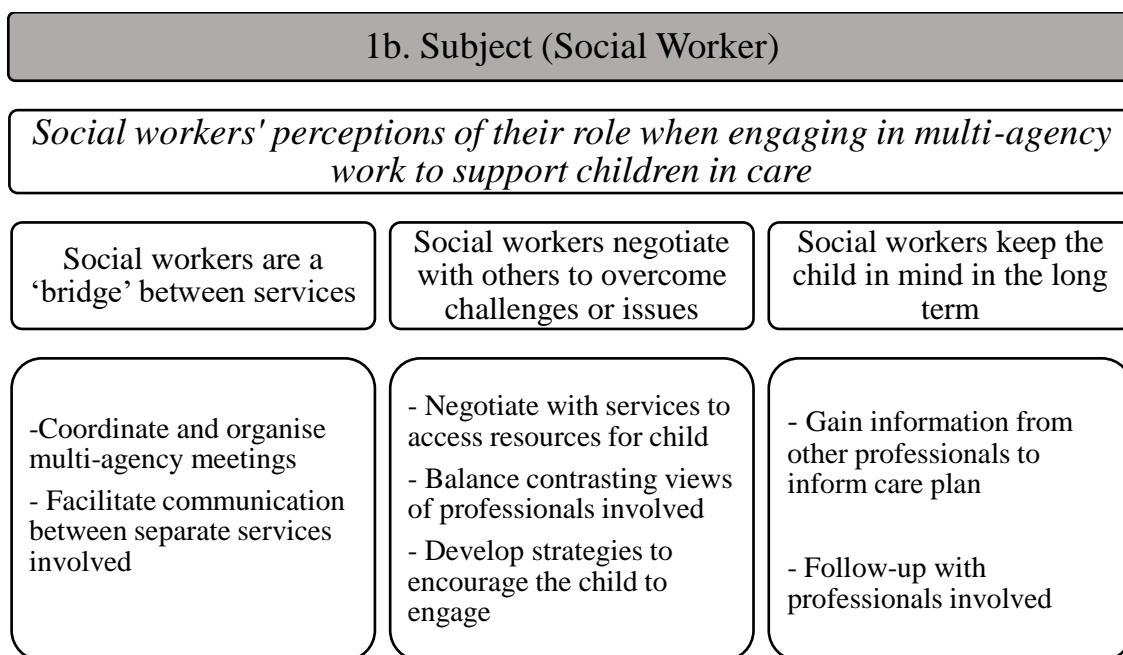 1b. Subject (Social Worker)
Social workers' perceptions of their role when engaging in multi-agency
work to support children in care
Social workers are a
‘bridge’ between services
Social workers negotiate
with others to overcome
challenges or issues
Social workers keep the
child in mind in the long
term
-Coordinate and organise
multi-agency meetings
- Facilitate communication
between separate services
involved
- Negotiate with services to
access resources for child
- Balance contrasting views
of professionals involved
- Develop strategies to
encourage the child to
engage
- Gain information from
other professionals to
inform care plan
- Follow-up with
professionals involved